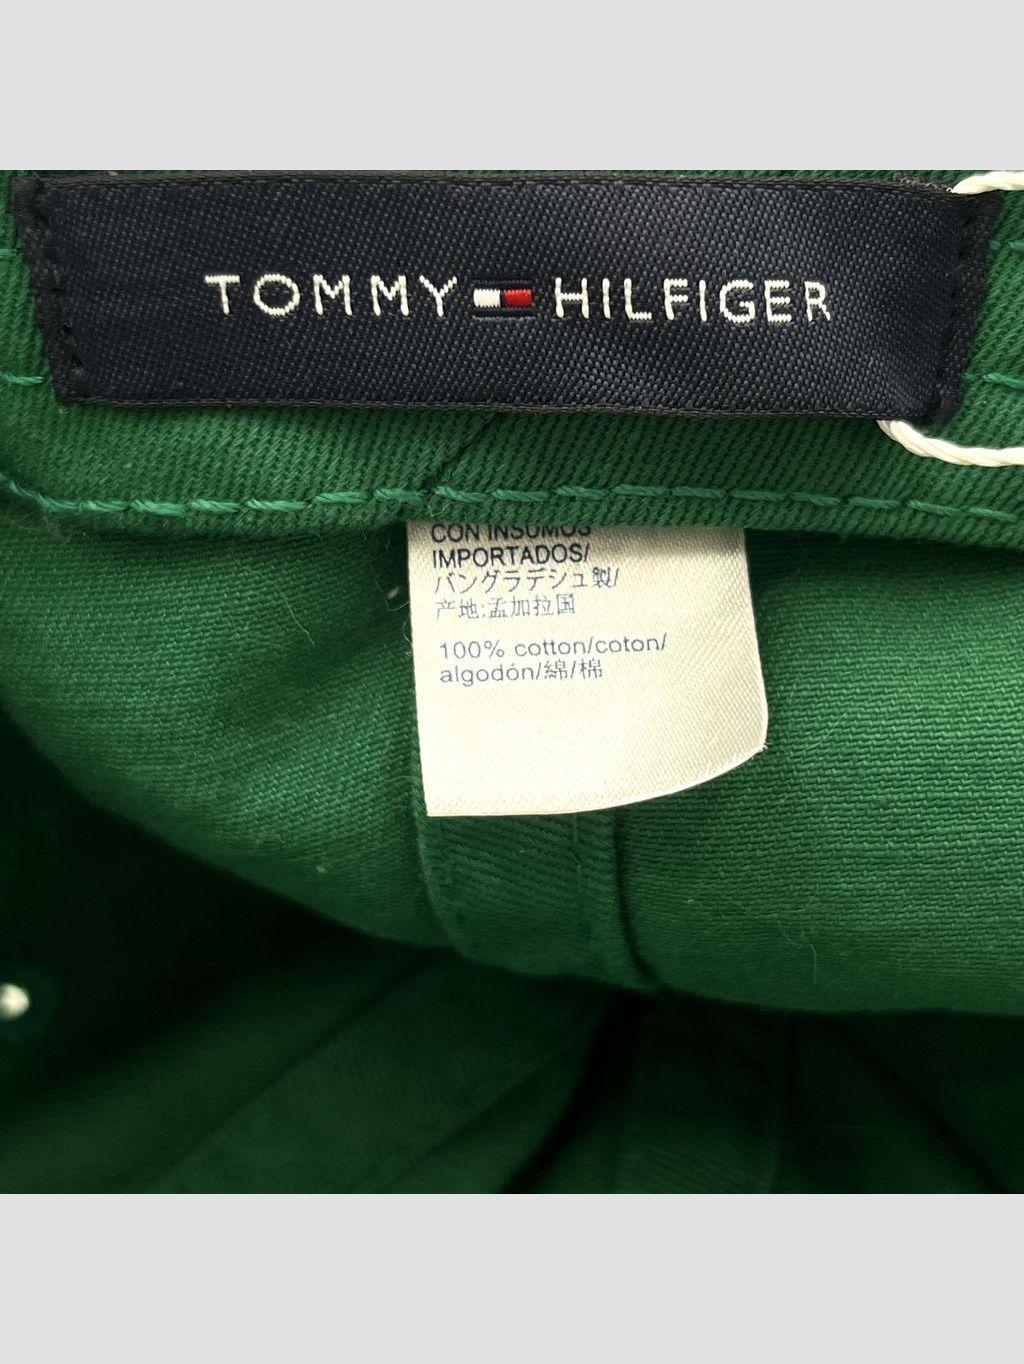 TOMMY HILFIGER
CON INSUMOS
IMPORTADOS/
バングラデシュ製/
产地:孟加拉国
100% cotton/coton/
algodón/綿/棉